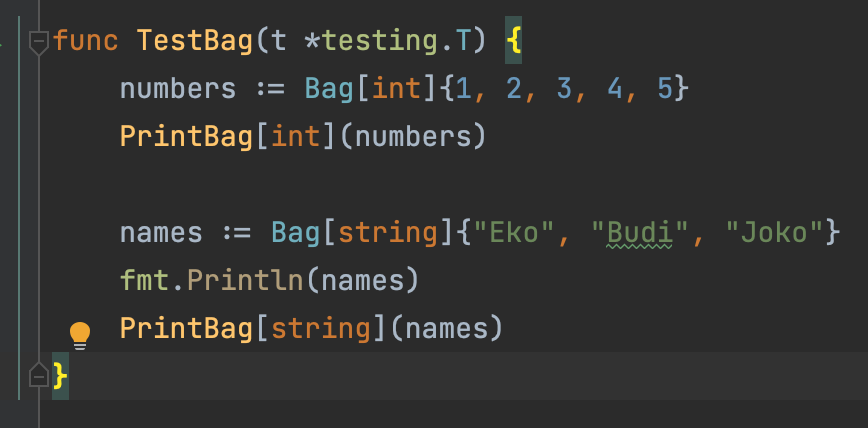 func TestBag(t *testing.T) {
    numbers := Bag[int]{1, 2, 3, 4, 5}
    PrintBag[int](numbers)

    names := Bag[string]{"Eko", "Budi", "Joko"}
    fmt.Println(names)
    PrintBag[string](names)
}